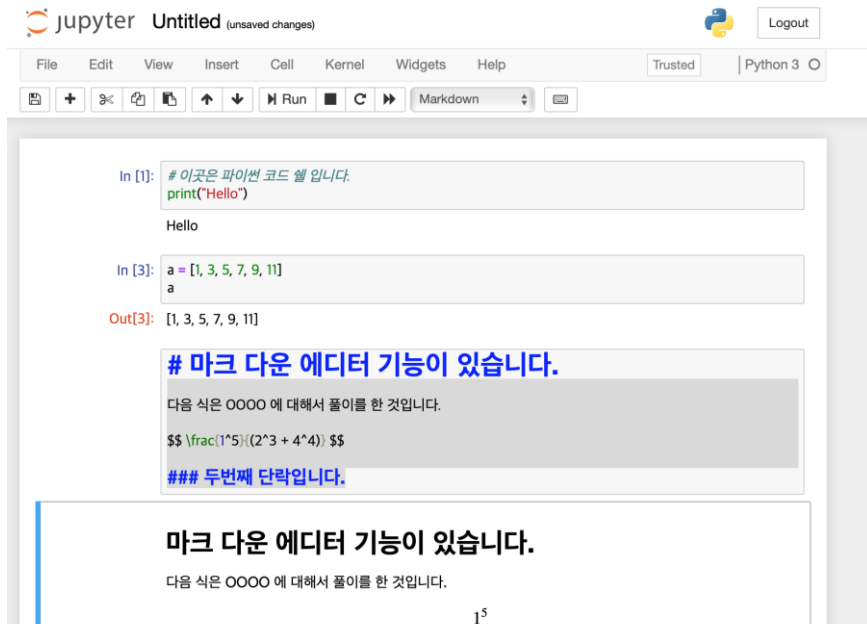 jupyter Untitled (unsaved changes)
Logout
File Edit View Insert Cell Kernel Widgets Help Trusted Python 3
Run Markdown
In [1]: # 이곳은 파이썬 코드 쉘 입니다.
print("Hello")
Hello
In [3]: a = [1, 3, 5, 7, 9, 11]
a
Out[3]: [1, 3, 5, 7, 9, 11]
# 마크 다운 에디터 기능이 있습니다.
다음 식은 OOOO 에 대해서 풀이를 한 것입니다.
$$ \frac{1^5}{(2^3 + 4^4)} $$
### 두번째 단락입니다.
마크 다운 에디터 기능이 있습니다.
다음 식은 OOOO 에 대해서 풀이를 한 것입니다.
1⁵